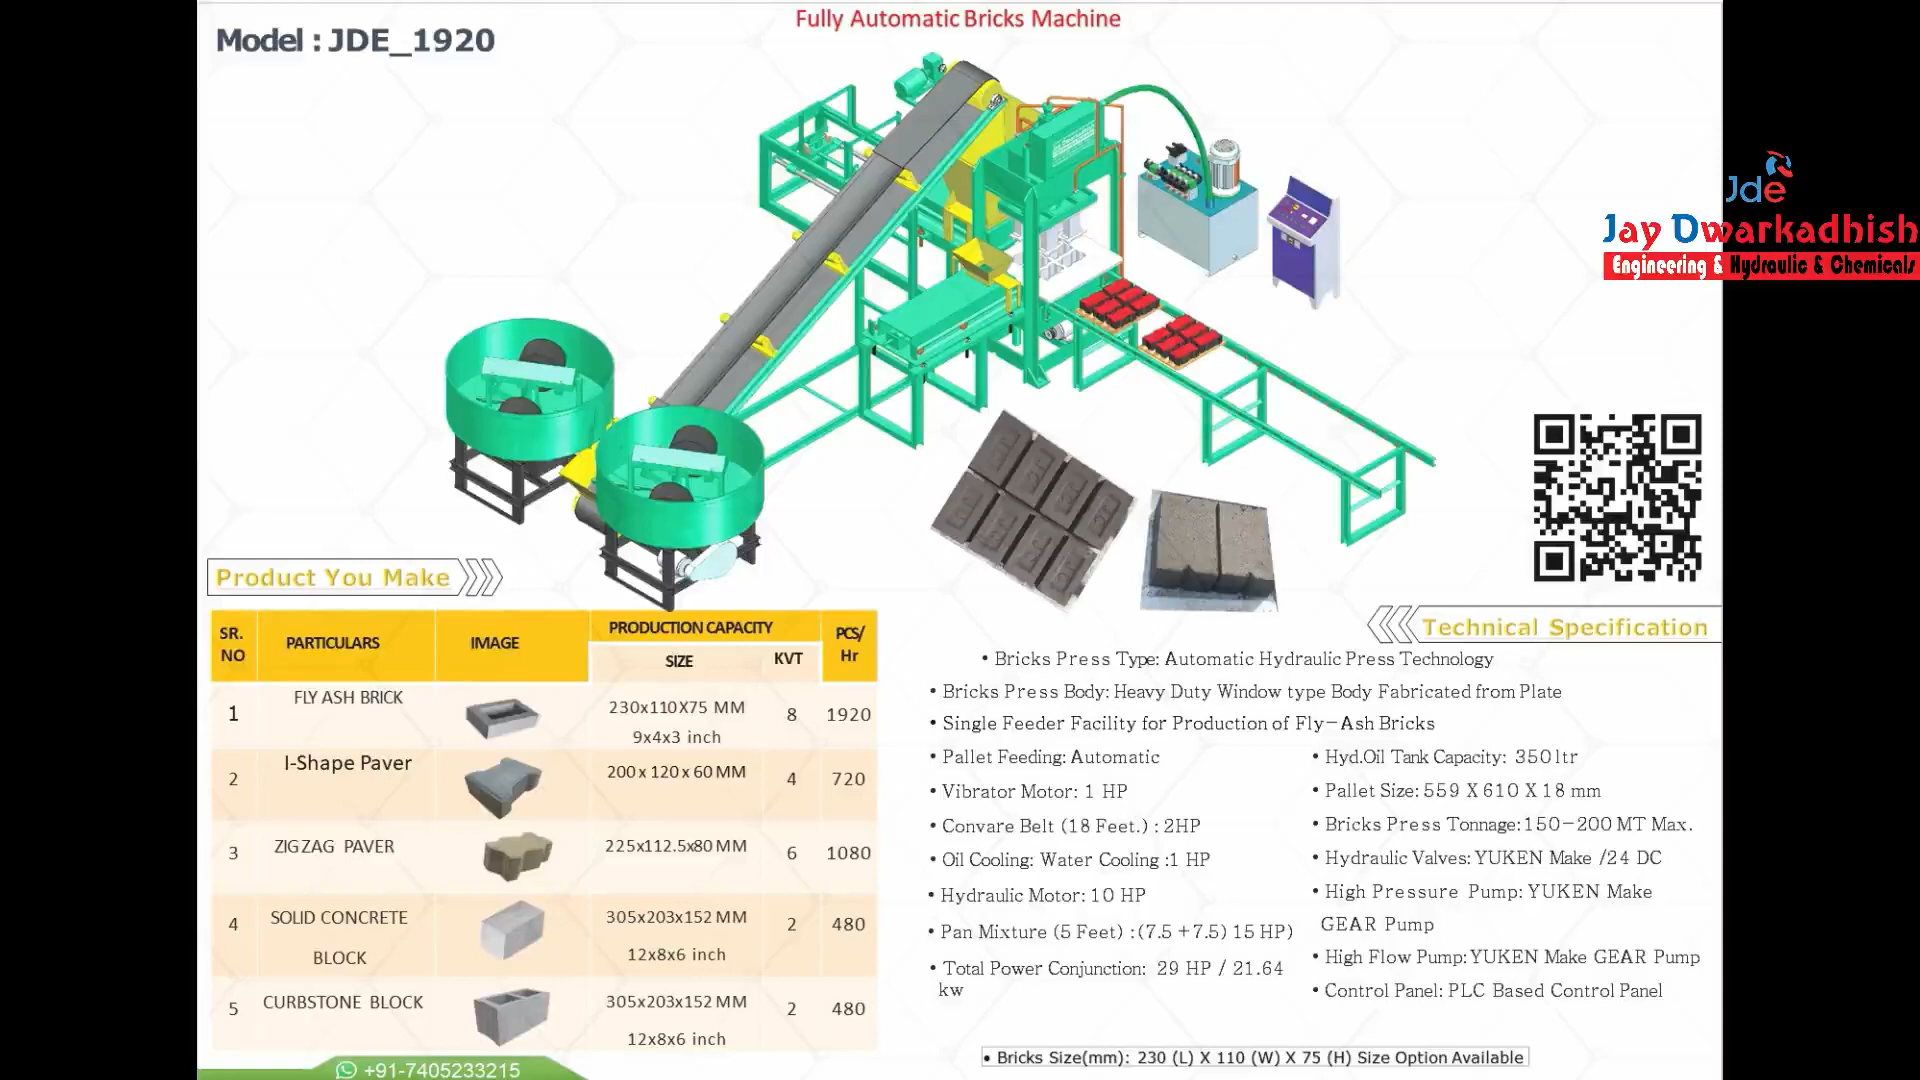 Fully Automatic Bricks Machine
Model : JDE_1920
Jde
Jay Dwarkadhish
Engineering & Hydraulic & Chemicals
Product You Make
SR. NO PARTICULARS IMAGE PRODUCTION CAPACITY PCS/ Hr
SIZE KVT
1 FLY ASH BRICK 230x110X75 MM 8 1920
9x4x3 inch
2 I-Shape Paver 200 x 120 x 60 MM 4 720
3 ZIGZAG PAVER 225x112.5x80 MM 6 1080
4 SOLID CONCRETE BLOCK 305x203x152 MM 2 480
12x8x6 inch
5 CURBSTONE BLOCK 305x203x152 MM 2 480
12x8x6 inch
+91-7405233215
Technical Specification
• Bricks Press Type: Automatic Hydraulic Press Technology
• Bricks Press Body: Heavy Duty Window type Body Fabricated from Plate
• Single Feeder Facility for Production of Fly-Ash Bricks
• Pallet Feeding: Automatic
• Vibrator Motor: 1 HP
• Convare Belt (18 Feet.) : 2HP
• Oil Cooling: Water Cooling :1 HP
• Hydraulic Motor: 10 HP
• Pan Mixture (5 Feet) :(7.5 +7.5) 15 HP)
• Total Power Conjunction: 29 HP / 21.64
kw
• Hyd.Oil Tank Capacity: 350 ltr
• Pallet Size: 559 X 610 X 18 mm
• Bricks Press Tonnage:150-200 MT Max.
• Hydraulic Valves: YUKEN Make /24 DC
• High Pressure Pump: YUKEN Make
GEAR Pump
• High Flow Pump: YUKEN Make GEAR Pump
• Control Panel: PLC Based Control Panel
• Bricks Size(mm): 230 (L) X 110 (W) X 75 (H) Size Option Available